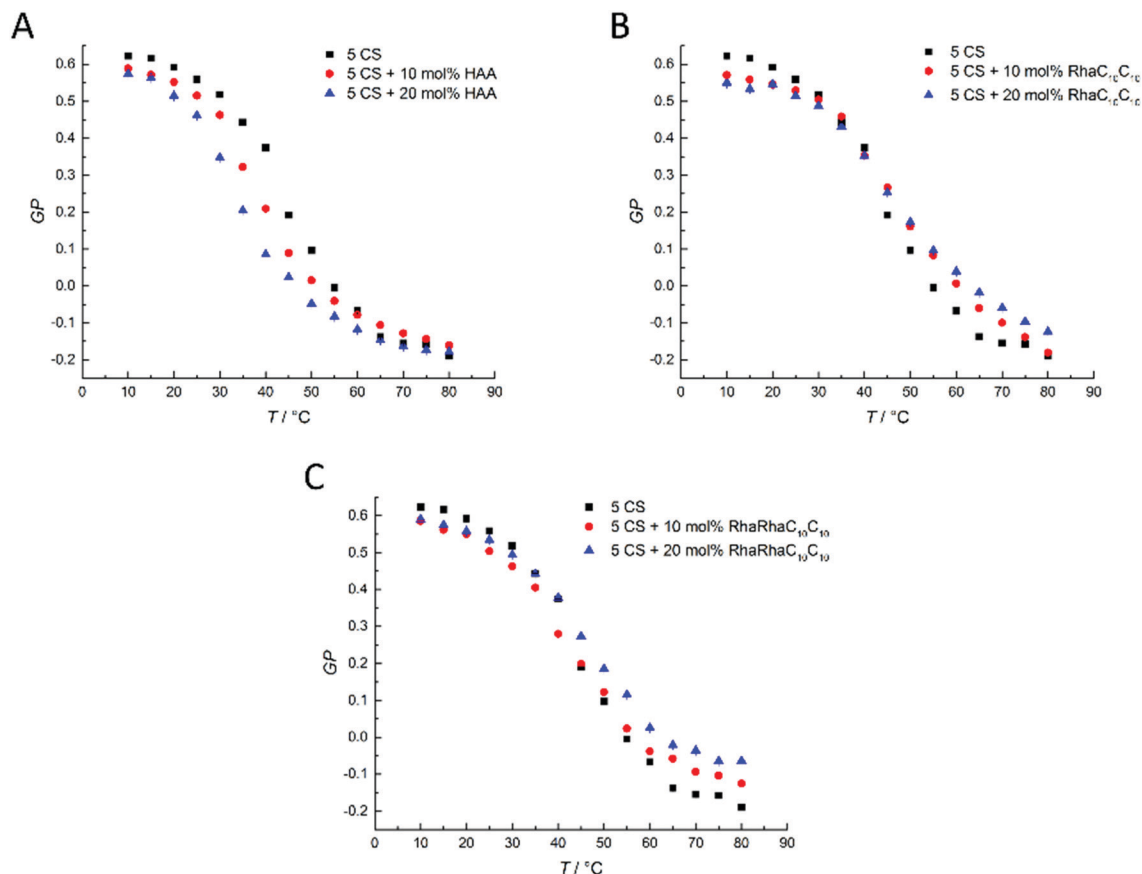 A
5 CS
5 CS + 10 mol% HAA
5 CS + 20 mol% HAA
GP
0.6
0.5
0.4
0.3
0.2
0.1
0.0
-0.1
-0.2
0 10 20 30 40 50 60 70 80 90
T / °C
B
5 CS
5 CS + 10 mol% RhaC₁₀C₁₀
5 CS + 20 mol% RhaC₁₀C₁₀
GP
0.6
0.5
0.4
0.3
0.2
0.1
0.0
-0.1
-0.2
0 10 20 30 40 50 60 70 80 90
T / °C
C
5 CS
5 CS + 10 mol% RhaRhaC₁₀C₁₀
5 CS + 20 mol% RhaRhaC₁₀C₁₀
GP
0.6
0.5
0.4
0.3
0.2
0.1
0.0
-0.1
-0.2
0 10 20 30 40 50 60 70 80 90
T / °C